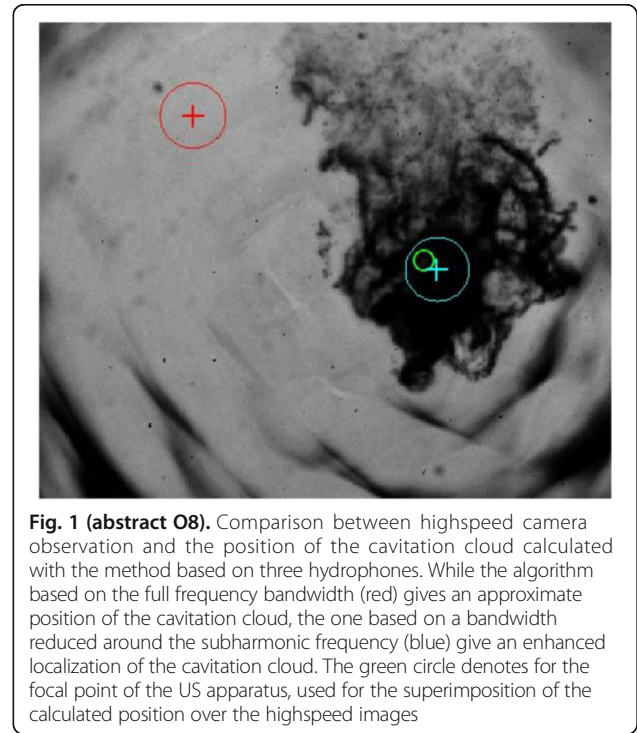 Fig. 1 (abstract O8). Comparison between highspeed camera
observation and the position of the cavitation cloud calculated
with the method based on three hydrophones. While the algorithm
based on the full frequency bandwidth (red) gives an approximate
position of the cavitation cloud, the one based on a bandwidth
reduced around the subharmonic frequency (blue) give an enhanced
localization of the cavitation cloud. The green circle denotes for the
focal point of the US apparatus, used for the superimposition of the
calculated position over the highspeed images